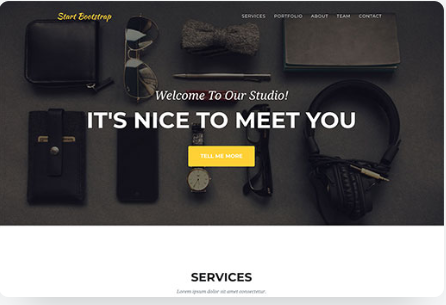 Start Bootstrap
SERVICES PORTFOLIO ABOUT TEAM CONTACT
Welcome To Our Studio!
IT'S NICE TO MEET YOU
TELL ME MORE
SERVICES
Lorem ipsum dolor sit amet consectetur.